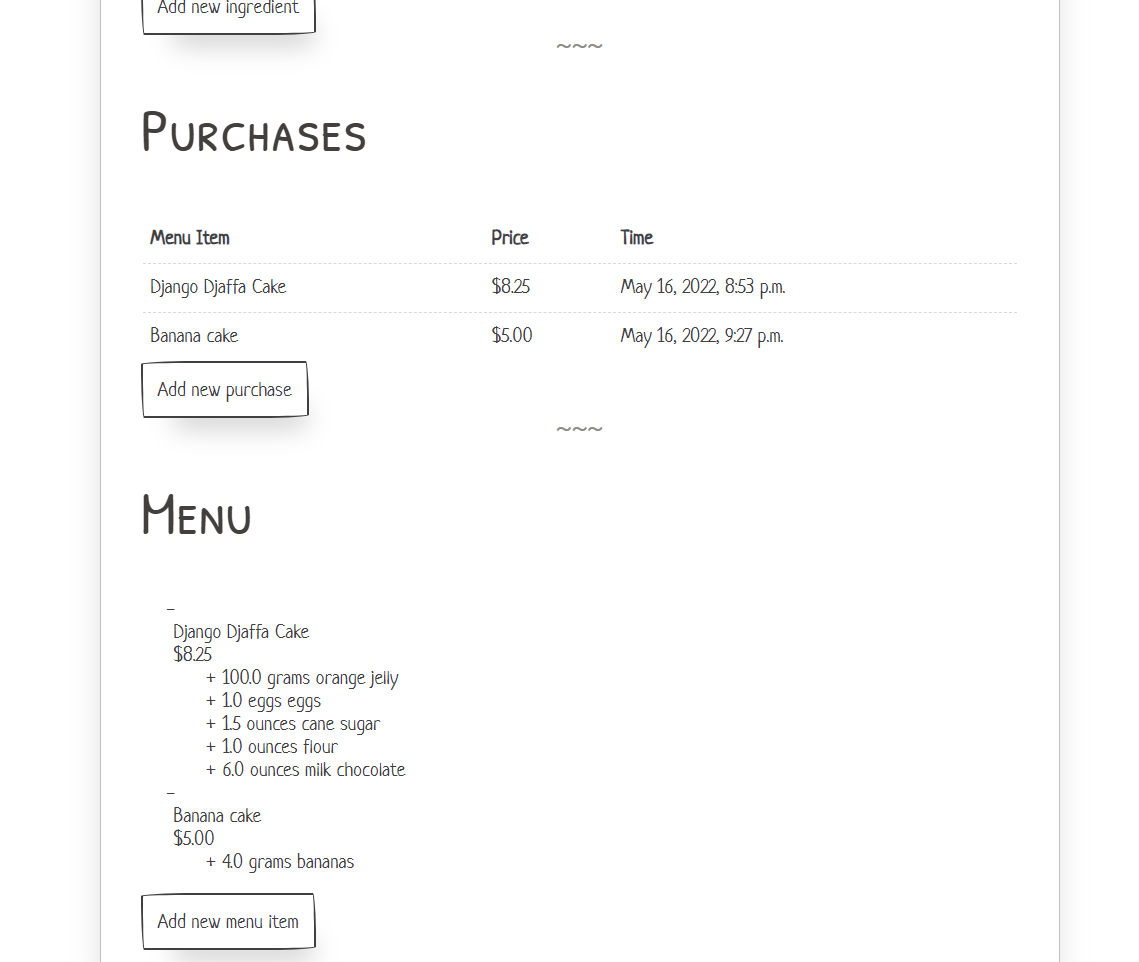 Add new ingredient
~~~
Purchases
Menu Item Price Time
Django Djaffa Cake $8.25 May 16, 2022, 8:53 p.m.
Banana cake $5.00 May 16, 2022, 9:27 p.m.
Add new purchase
~~~
Menu
–
Django Djaffa Cake
$8.25
+ 100.0 grams orange jelly
+ 1.0 eggs eggs
+ 1.5 ounces cane sugar
+ 1.0 ounces flour
+ 6.0 ounces milk chocolate
–
Banana cake
$5.00
+ 4.0 grams bananas
Add new menu item